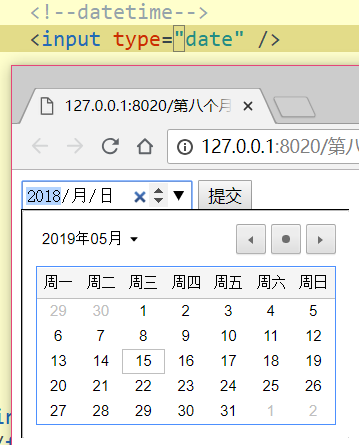 <!--datetime-->
<input type="date" />
127.0.0.1:8020/第八个月
127.0.0.1:8020/第八
2018/月/日
提交
2019年05月
周一 周二 周三 周四 周五 周六 周日
29 30 1 2 3 4 5
6 7 8 9 10 11 12
13 14 15 16 17 18 19
20 21 22 23 24 25 26
27 28 29 30 31 1 2